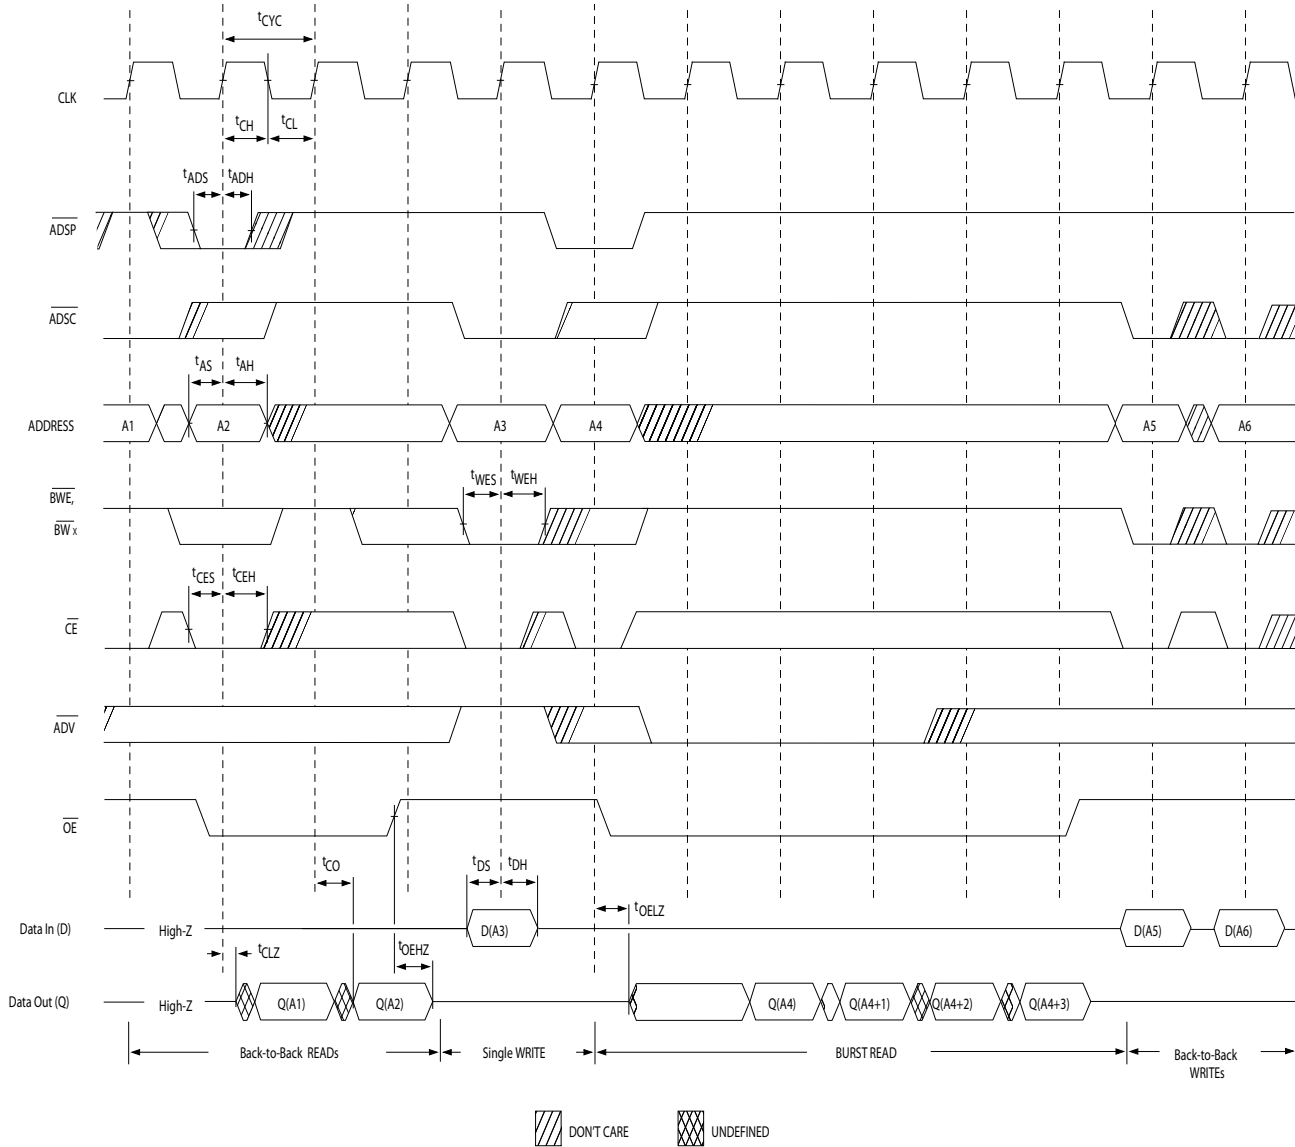 tCYC
CLK
tCH
tCL
tADS
tADH
ADSP
ADSC
tAS
tAH
ADDRESS
A1
A2
A3
A4
A5
A6
tWES
tWEH
BWE,
BW x
tCES
tCEH
CE
ADV
OE
tCO
tDS
tDH
tOELZ
Data In (D)
High-Z
D(A3)
D(A5)
D(A6)
tCLZ
tOEHZ
Data Out (Q)
High-Z
Q(A1)
Q(A2)
Q(A4)
Q(A4+1)
Q(A4+2)
Q(A4+3)
Back-to-Back READs
Single WRITE
BURST READ
Back-to-Back
WRITEs
DON'T CARE
UNDEFINED